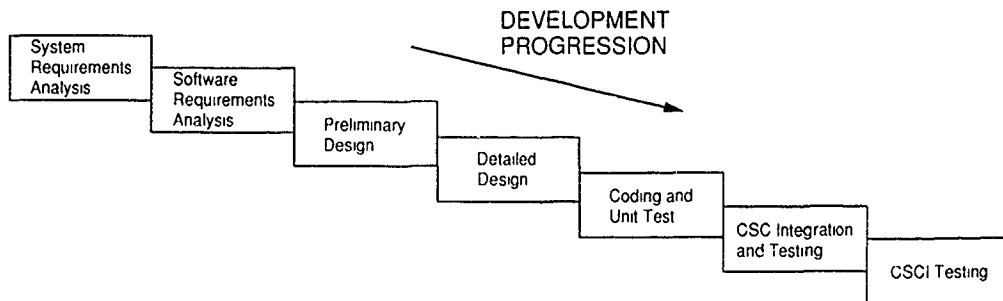 DEVELOPMENT
PROGRESSION
System
Requirements
Analysis
Software
Requirements
Analysis
Preliminary
Design
Detailed
Design
Coding and
Unit Test
CSC Integration
and Testing
CSCI Testing